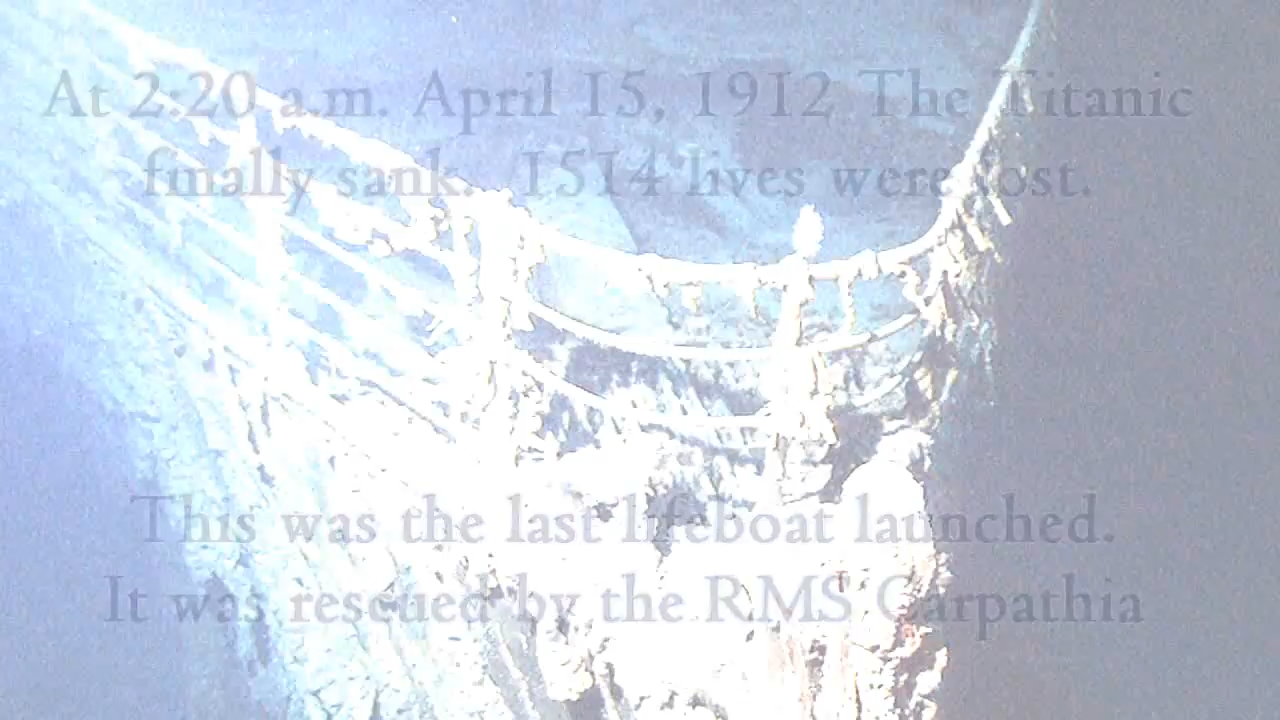 At 2:20 a.m. April 15, 1912 The Titanic
finally sank. 1514 lives were lost.
This was the last lifeboat launched.
It was rescued by the RMS Carpathia